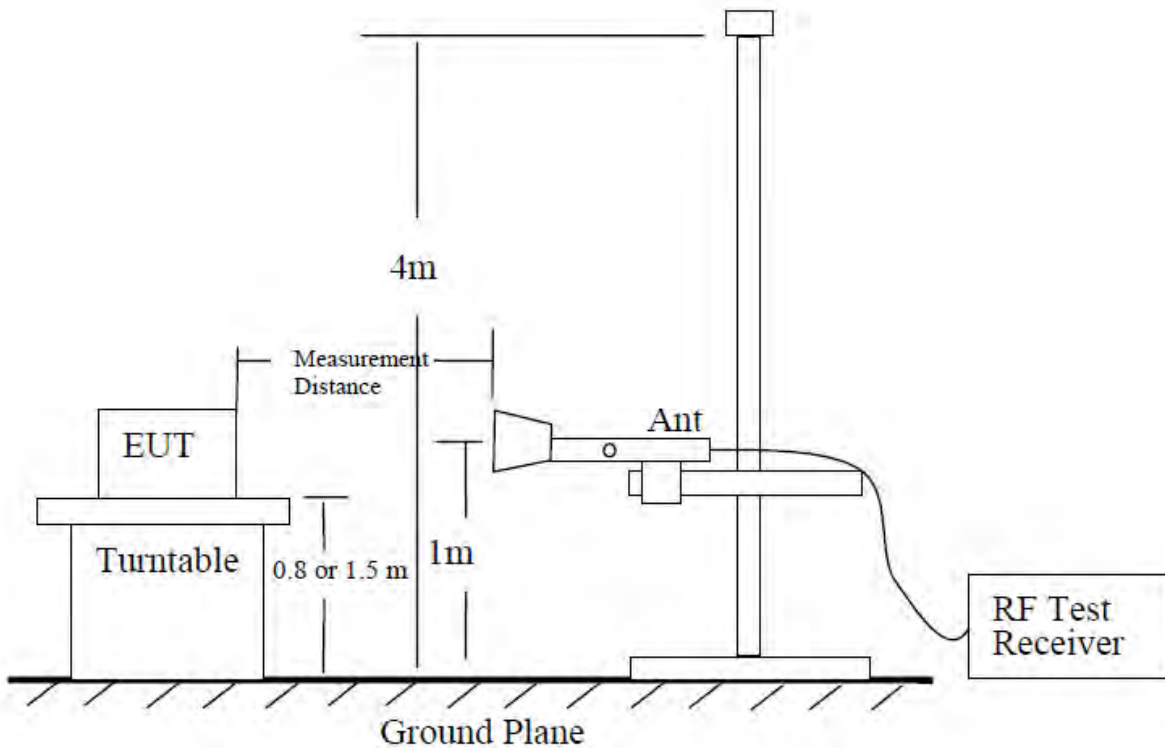 4m
Measurement
Distance
Ant
EUT
Turntable
0.8 or 1.5 m
1m
RF Test
Receiver
Ground Plane